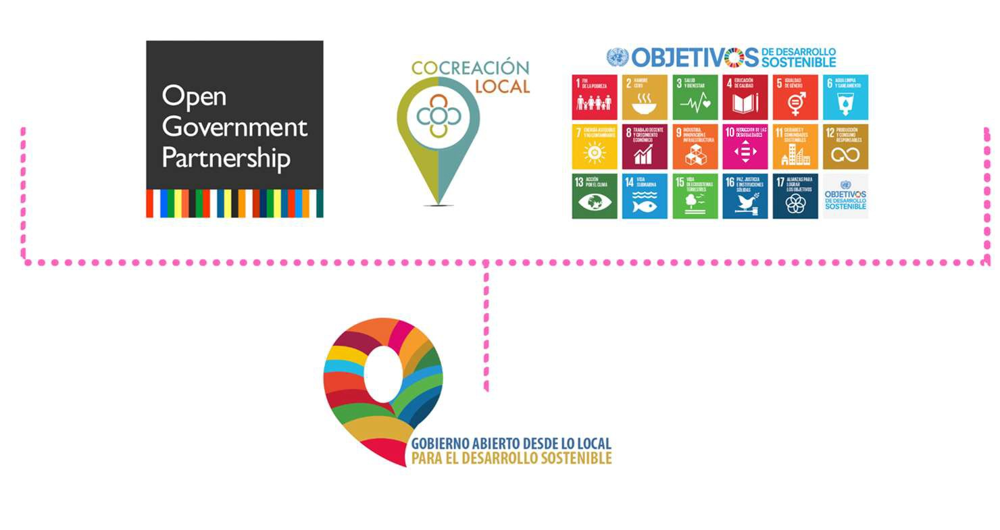 Open
Government
Partnership
COCREACIÓN
LOCAL
OBJETIVOS DE DESARROLLO
SOSTENIBLE
1 FIN
DE LA POBREZA
2 HAMBRE
CERO
3 SALUD
Y BIENESTAR
4 EDUCACIÓN
DE CALIDAD
5 IGUALDAD
DE GÉNERO
6 AGUA LIMPIA
Y SANEAMIENTO
7 ENERGÍA ASEQUIBLE
Y NO CONTAMINANTE
8 TRABAJO DECENTE
Y CRECIMIENTO
ECONÓMICO
9 INDUSTRIA,
INNOVACIÓN E
INFRAESTRUCTURA
10 REDUCCIÓN DE LAS
DESIGUALDADES
11 CIUDADES Y
COMUNIDADES
SOSTENIBLES
12 PRODUCCIÓN
Y CONSUMO
RESPONSABLES
13 ACCIÓN
POR EL CLIMA
14 VIDA
SUBMARINA
15 VIDA
DE ECOSISTEMAS
TERRESTRES
16 PAZ, JUSTICIA
E INSTITUCIONES
SÓLIDAS
17 ALIANZAS PARA
LOGRAR
LOS OBJETIVOS
OBJETIVOS
DE DESARROLLO
SOSTENIBLE
GOBIERNO ABIERTO DESDE LO LOCAL
PARA EL DESARROLLO SOSTENIBLE